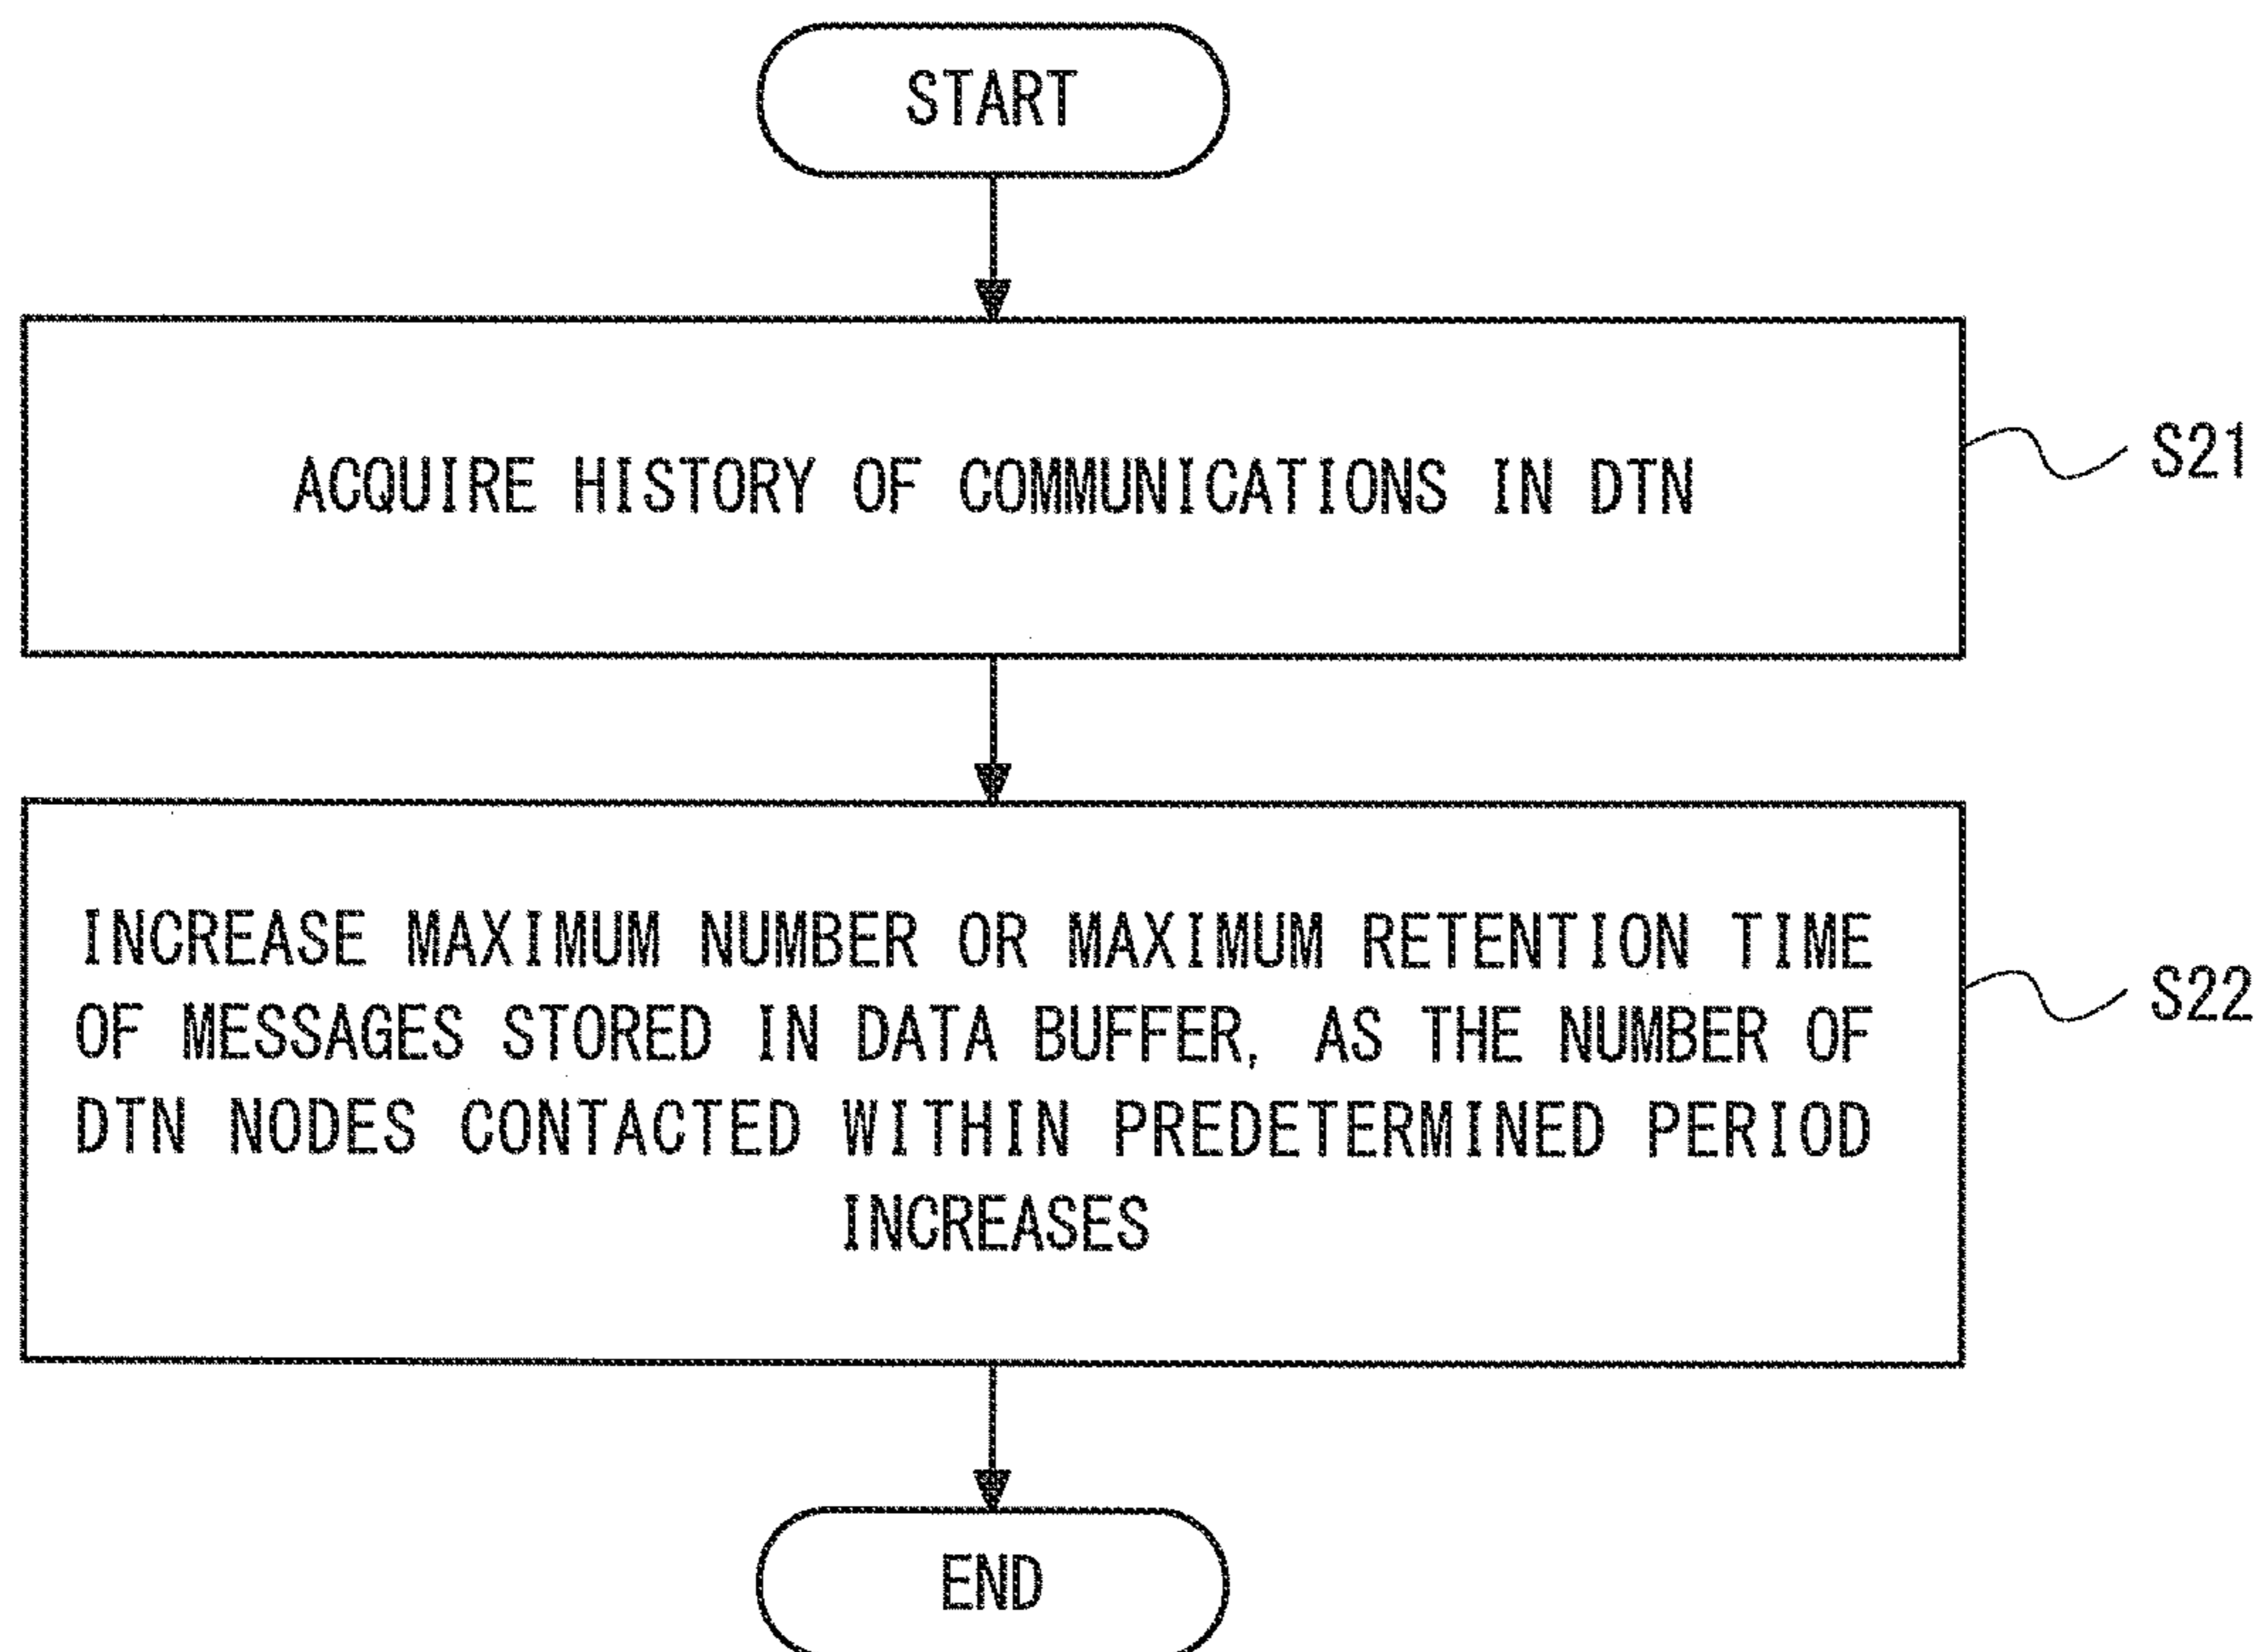 START
ACQUIRE HISTORY OF COMMUNICATIONS IN DTN
S21
INCREASE MAXIMUM NUMBER OR MAXIMUM RETENTION TIME
OF MESSAGES STORED IN DATA BUFFER, AS THE NUMBER OF
DTN NODES CONTACTED WITHIN PREDETERMINED PERIOD
INCREASES
S22
END